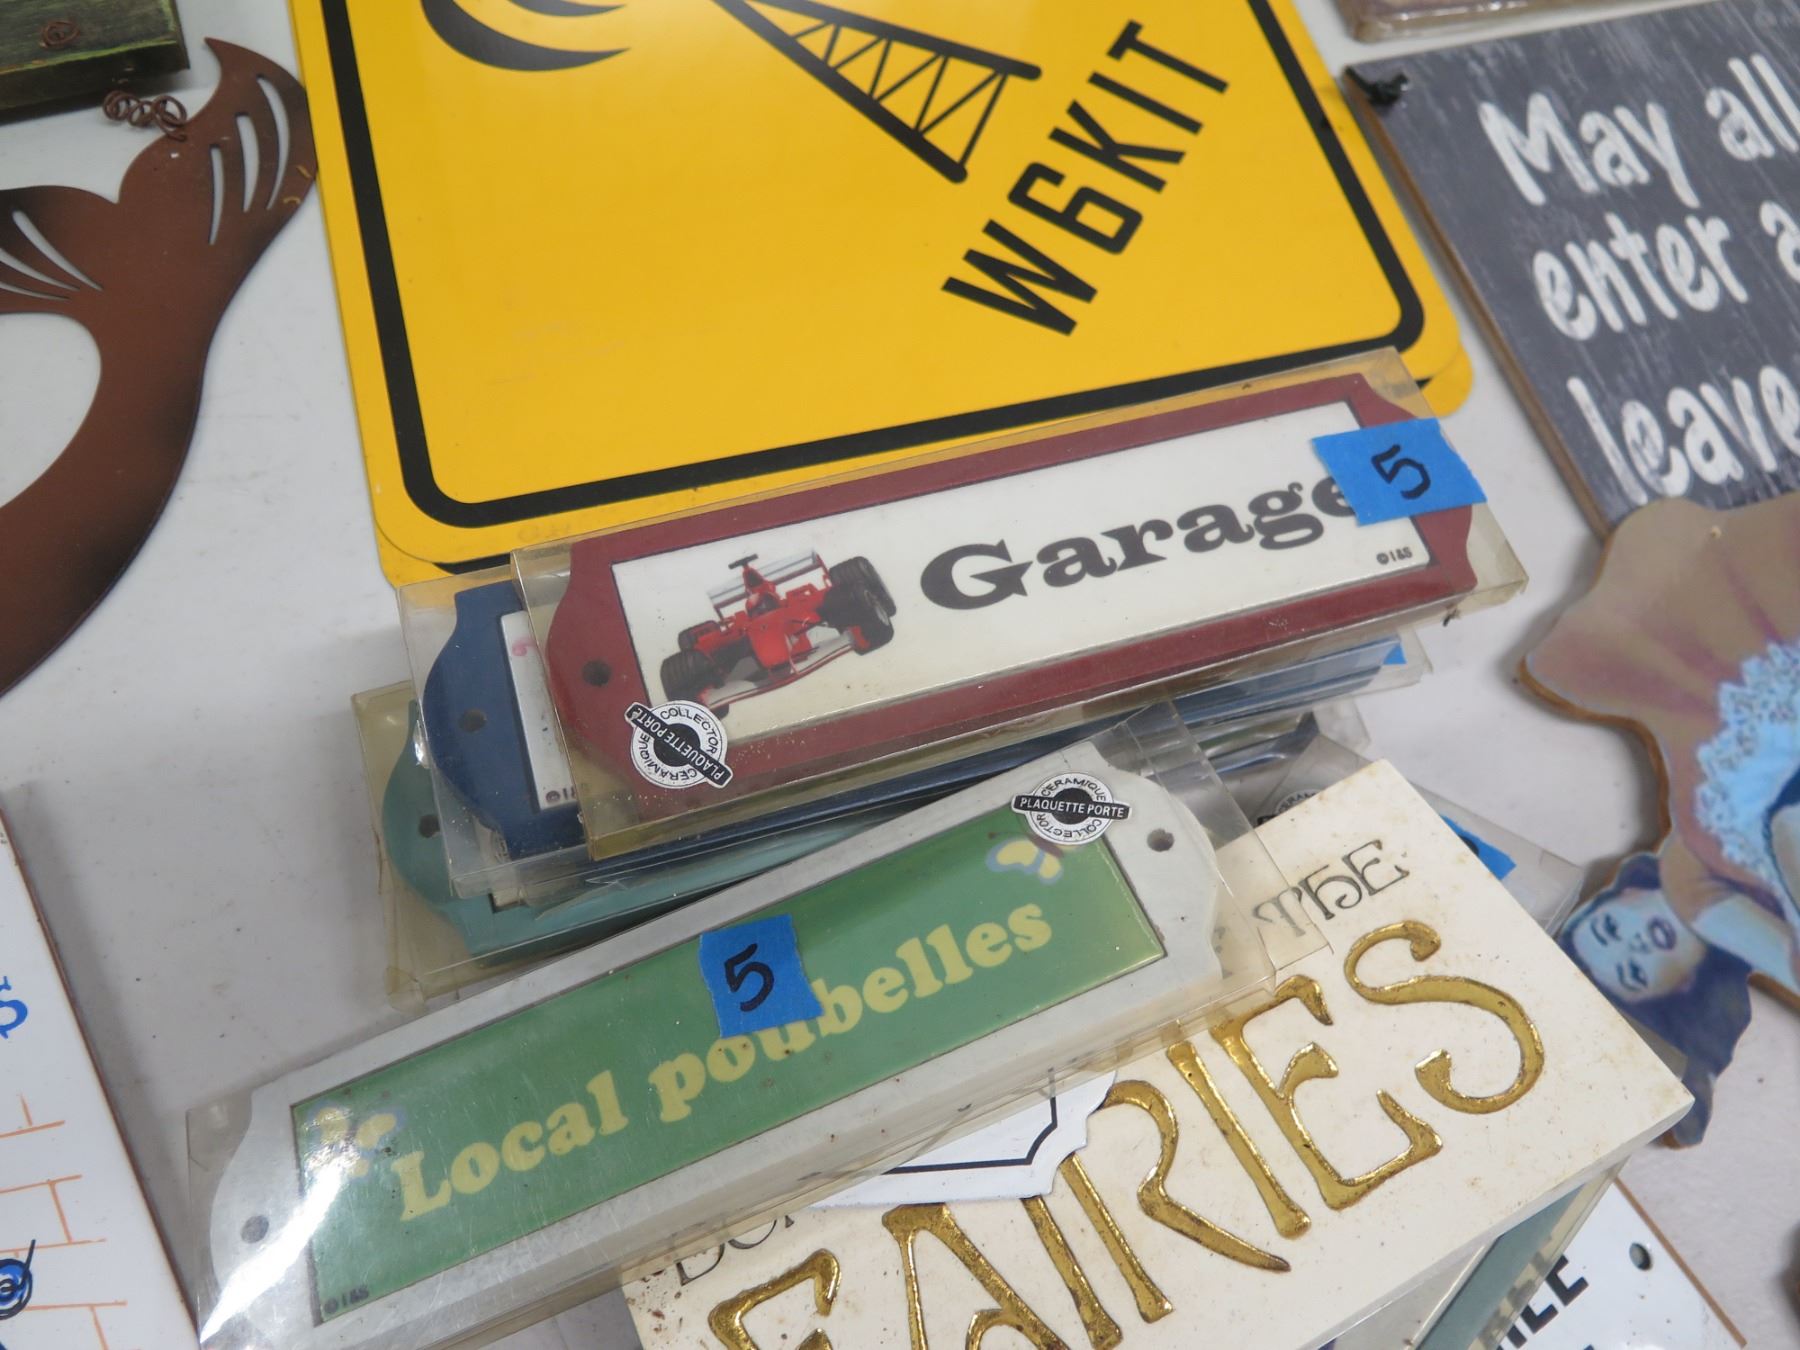 W6KIT
May all
enter a
leave
Garage
5
© I&S
COLLECTOR
PLAQUETTE PORTE
CERAMIQUE
CERAMIQUE
PLAQUETTE PORTE
COLLECTOR
5
Local poubelles
© I&S
THE
FAIRIES